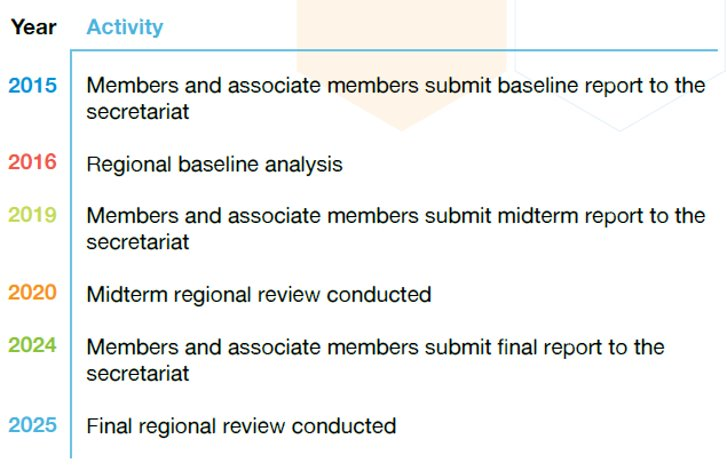 Year Activity
2015 Members and associate members submit baseline report to the
secretariat
2016 Regional baseline analysis
2019 Members and associate members submit midterm report to the
secretariat
2020 Midterm regional review conducted
2024 Members and associate members submit final report to the
secretariat
2025 Final regional review conducted